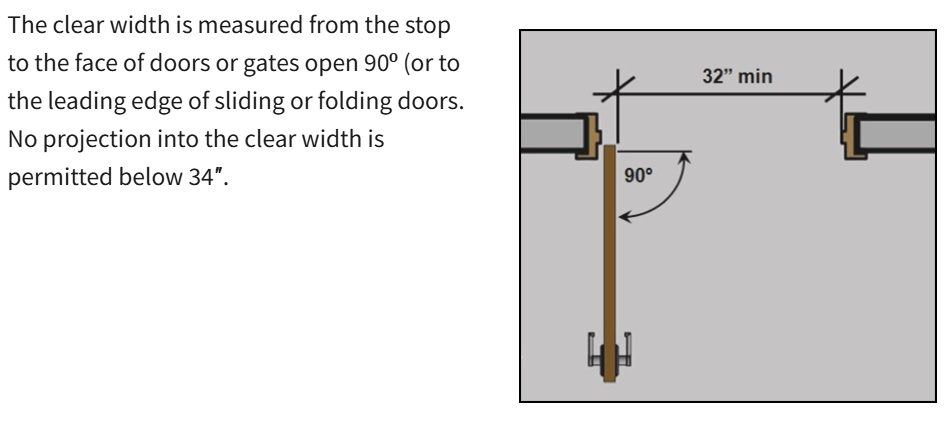 The clear width is measured from the stop
to the face of doors or gates open 90º (or to
the leading edge of sliding or folding doors.
No projection into the clear width is
permitted below 34″.
32” min
90º